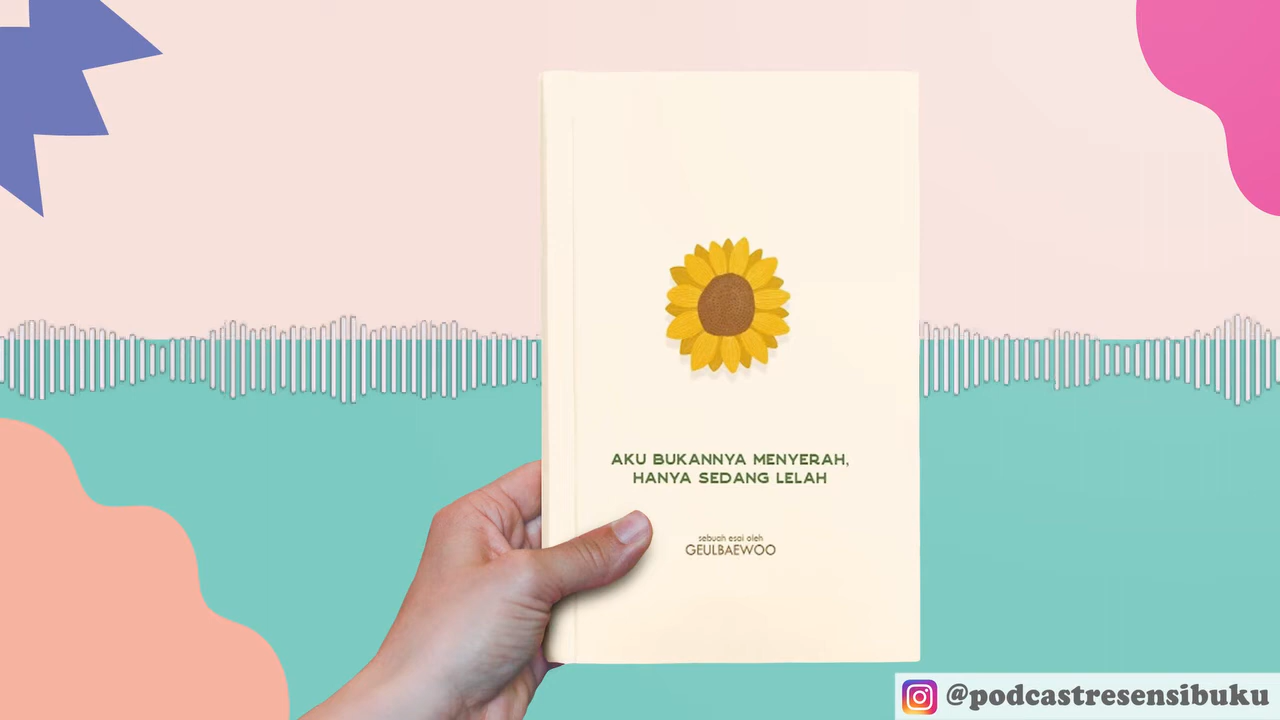 AKU BUKANNYA MENYERAH,
HANYA SEDANG LELAH
sebuah esai oleh
GEULBAEWOO
@podcastresensibuku